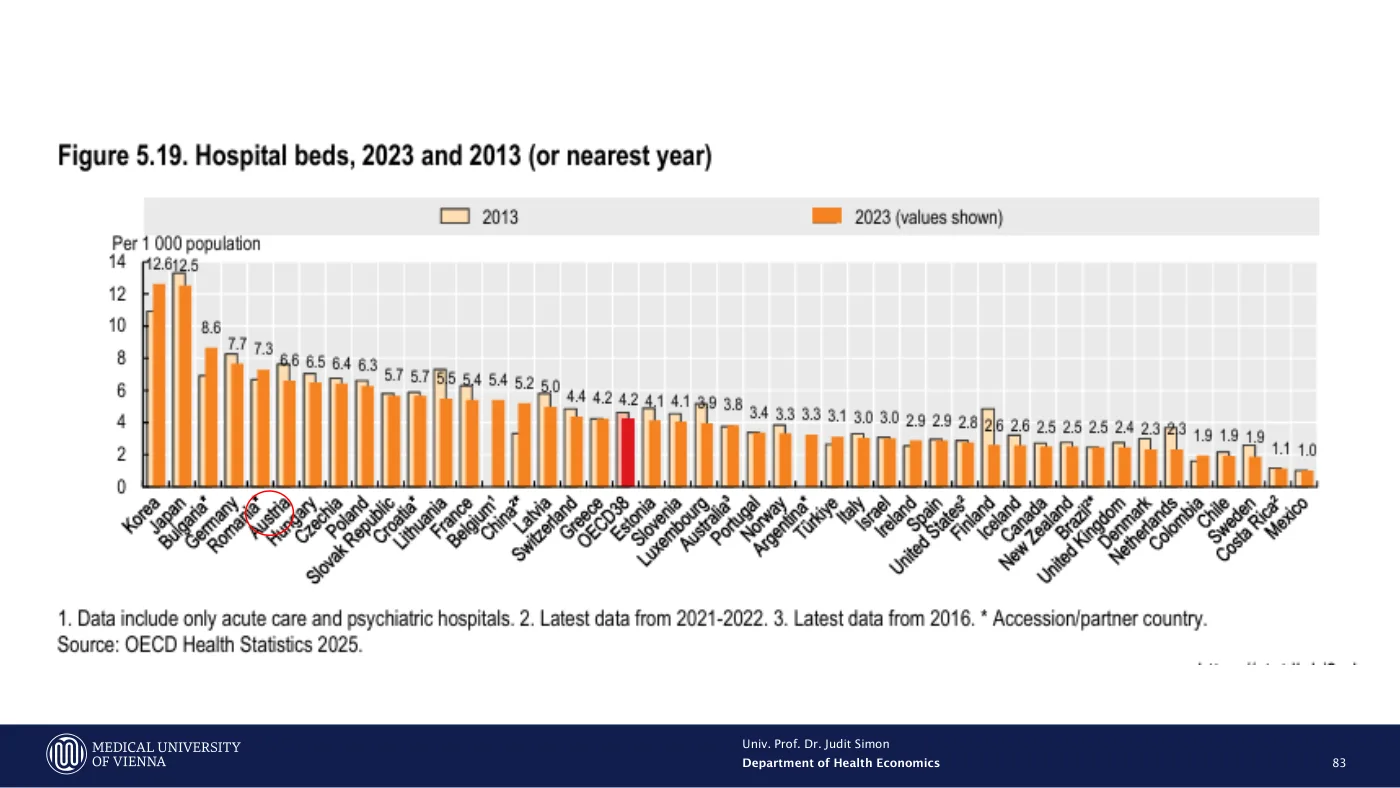 Figure 5.19. Hospital beds, 2023 and 2013 (or nearest year)
2013
2023 (values shown)
Per 1 000 population
14
12
10
8
6
4
2
0
12.6 12.5 8.6 7.7 7.3 6.6 6.5 6.4 6.3 5.7 5.7 5.5 5.4 5.4 5.2 5.0 4.4 4.2 4.2 4.1 4.1 3.9 3.8 3.4 3.3 3.3 3.1 3.0 3.0 2.9 2.9 2.8 2.6 2.6 2.5 2.5 2.5 2.4 2.3 2.3 1.9 1.9 1.9 1.1 1.0
Korea
Japan
Bulgaria*
Germany
Romania*
Austria
Hungary
Czechia
Poland
Slovak Republic
Croatia*
Lithuania
France
Belgium¹
China²*
Latvia
Switzerland
Greece
OECD38
Estonia
Slovenia
Luxembourg
Australia³
Portugal
Norway
Argentina*
Türkiye
Italy
Israel
Ireland
Spain
United States²
Finland
Iceland
Canada
New Zealand
Brazil²*
United Kingdom
Denmark
Netherlands
Colombia
Chile
Sweden
Costa Rica²
Mexico
1. Data include only acute care and psychiatric hospitals. 2. Latest data from 2021-2022. 3. Latest data from 2016. * Accession/partner country.
Source: OECD Health Statistics 2025.
MEDICAL UNIVERSITY
OF VIENNA
Univ. Prof. Dr. Judit Simon
Department of Health Economics
83